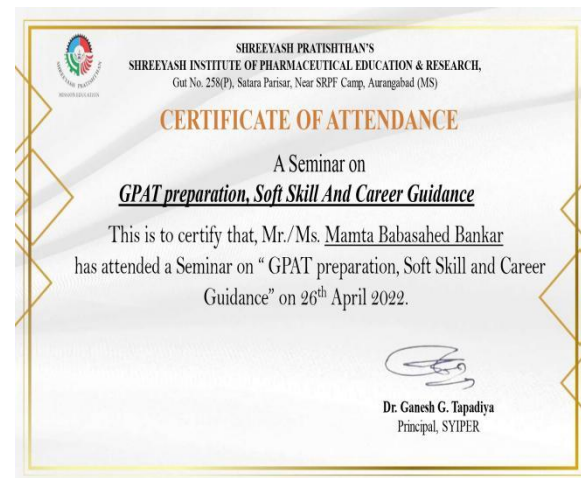 SHREEYASH PRATISHTHAN'S
SHREEYASH INSTITUTE OF PHARMACEUTICAL EDUCATION & RESEARCH,
Gut No. 258(P), Satara Parisar, Near SRPF Camp, Aurangabad (MS)
CERTIFICATE OF ATTENDANCE
A Seminar on
GPAT preparation, Soft Skill And Career Guidance
This is to certify that, Mr./Ms. Mamta Babasahed Bankar
has attended a Seminar on “ GPAT preparation, Soft Skill and Career
Guidance” on 26th April 2022.
Dr. Ganesh G. Tapadiya
Principal, SYIPER